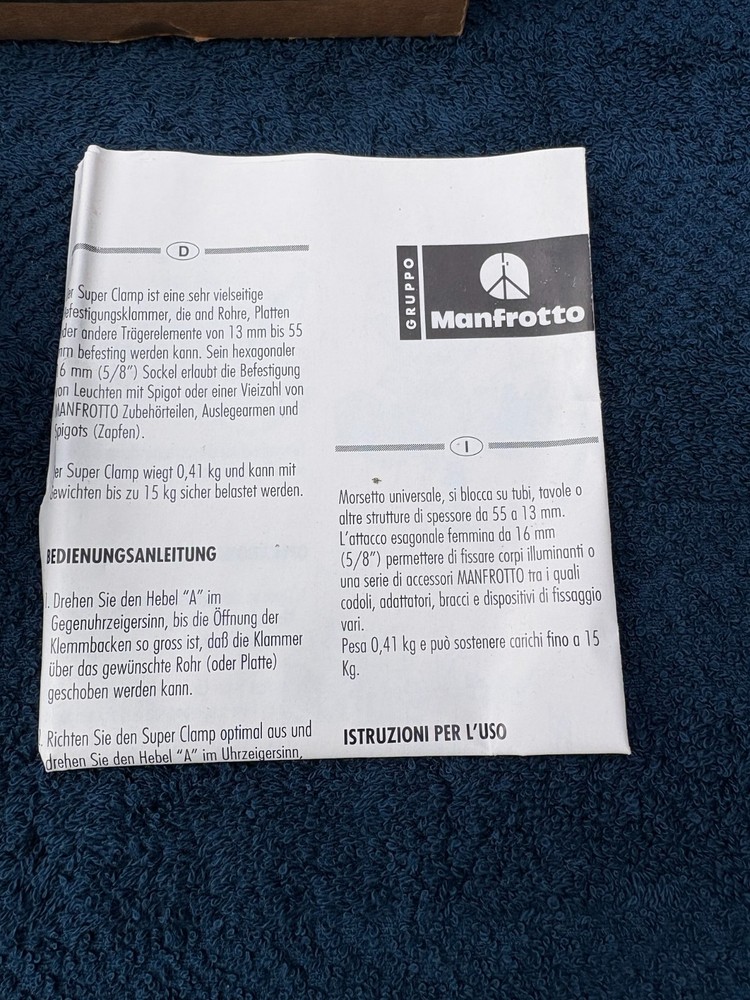 D
Super Clamp ist eine sehr vielseitige
efestigungsklammer, die and Rohre, Platten
der andere Trägerelemente von 13 mm bis 55
mm befesting werden kann. Sein hexagonaler
6 mm (5/8") Sockel erlaubt die Befestigung
on Leuchten mit Spigot oder einer Vieizahl von
MANFROTTO Zubehörteilen, Auslegearmen und
Spigots (Zapfen).
er Super Clamp wiegt 0,41 kg und kann mit
ewichten bis zu 15 kg sicher belastet werden.
BEDIENUNGSANLEITUNG
1. Drehen Sie den Hebel "A" im
Gegenuhrzeigersinn, bis die Öffnung der
Klemmbacken so gross ist, daß die Klammer
über das gewünschte Rohr (oder Platte)
geschoben werden kann.
Richten Sie den Super Clamp optimal aus und
drehen Sie den Hebel "A" im Uhrzeigersinn,
GRUPPO
Manfrotto
I
Morsetto universale, si blocca su tubi, tavole o
altre strutture di spessore da 55 a 13 mm.
L'attacco esagonale femmina da 16 mm
(5/8") permettere di fissare corpi illuminanti o
una serie di accessori MANFROTTO tra i quali
codoli, adattatori, bracci e dispositivi di fissaggio
vari.
Pesa 0,41 kg e può sostenere carichi fino a 15
Kg.
ISTRUZIONI PER L'USO